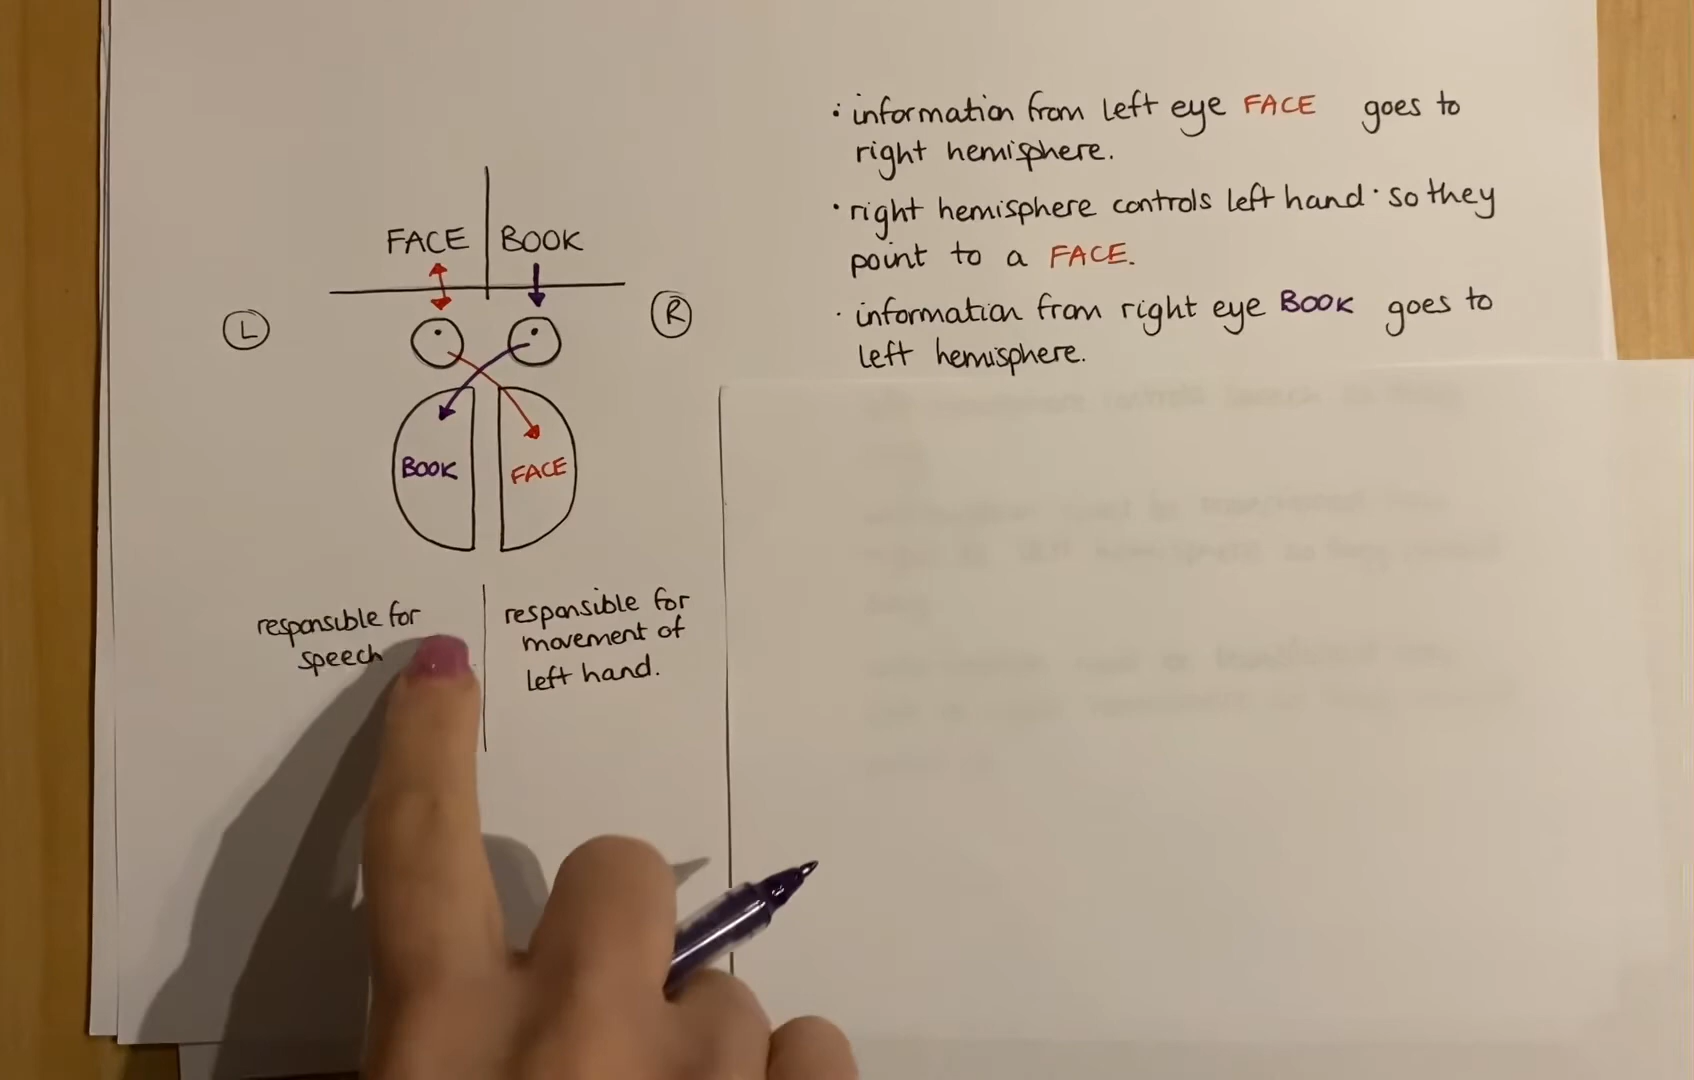 FACE BOOK
L
R
BOOK
FACE
responsible for
speech
responsible for
movement of
left hand.
: information from left eye FACE goes to
right hemisphere.
· right hemisphere controls left hand · so they
point to a FACE.
· information from right eye BOOK goes to
left hemisphere.